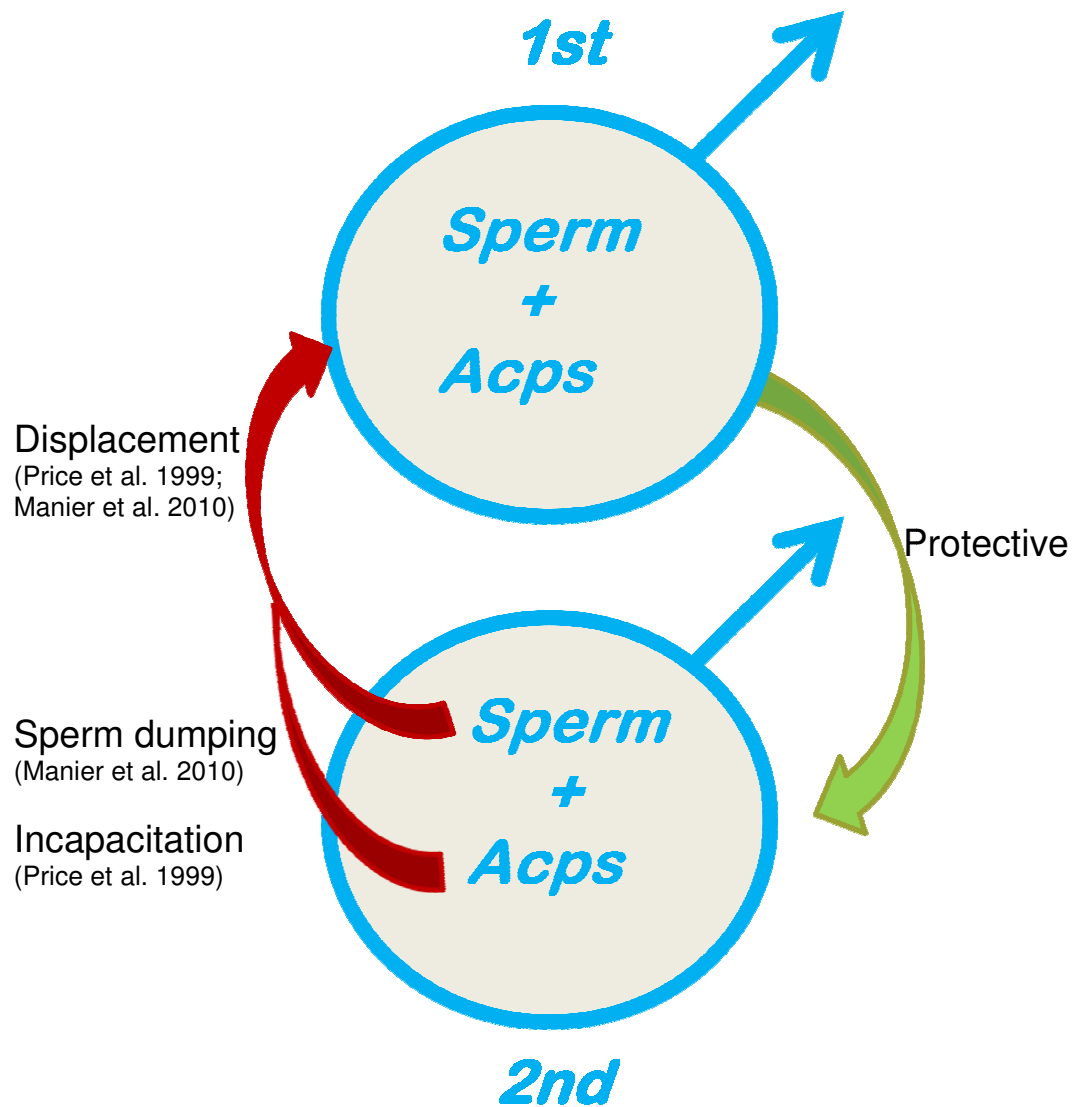 1st
Sperm
+
Acps
Displacement
(Price et al. 1999;
Manier et al. 2010)
Protective
Sperm dumping
(Manier et al. 2010)
Incapacitation
(Price et al. 1999)
Sperm
+
Acps
2nd